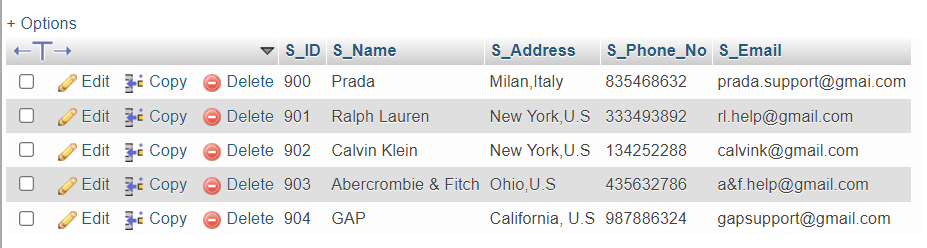 + Options
←T→ S_ID S_Name S_Address S_Phone_No S_Email
Edit Copy Delete 900 Prada Milan,Italy 835468632 prada.support@gmai.com
Edit Copy Delete 901 Ralph Lauren New York,U.S 333493892 rl.help@gmail.com
Edit Copy Delete 902 Calvin Klein New York,U.S 134252288 calvink@gmail.com
Edit Copy Delete 903 Abercrombie & Fitch Ohio,U.S 435632786 a&f.help@gmail.com
Edit Copy Delete 904 GAP California, U.S 987886324 gapsupport@gmail.com